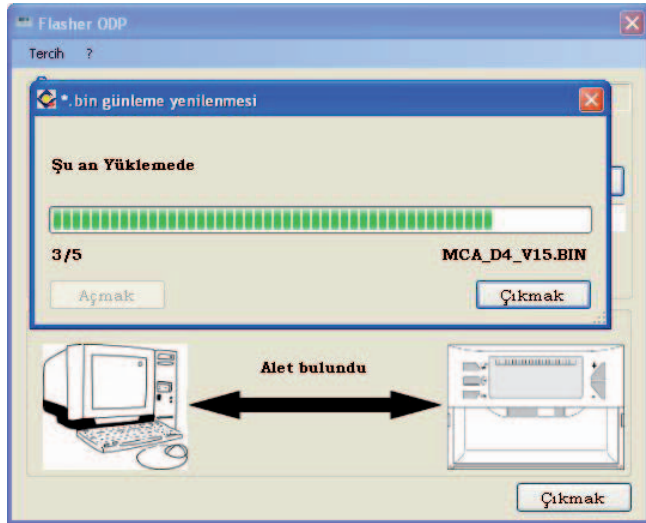 Flasher ODP
Tercih ?
*.bin günleme yenilenmesi
Şu an Yüklemede
3/5 MCA_D4_V15.BIN
Açmak Çıkmak
Alet bulundu
Çıkmak